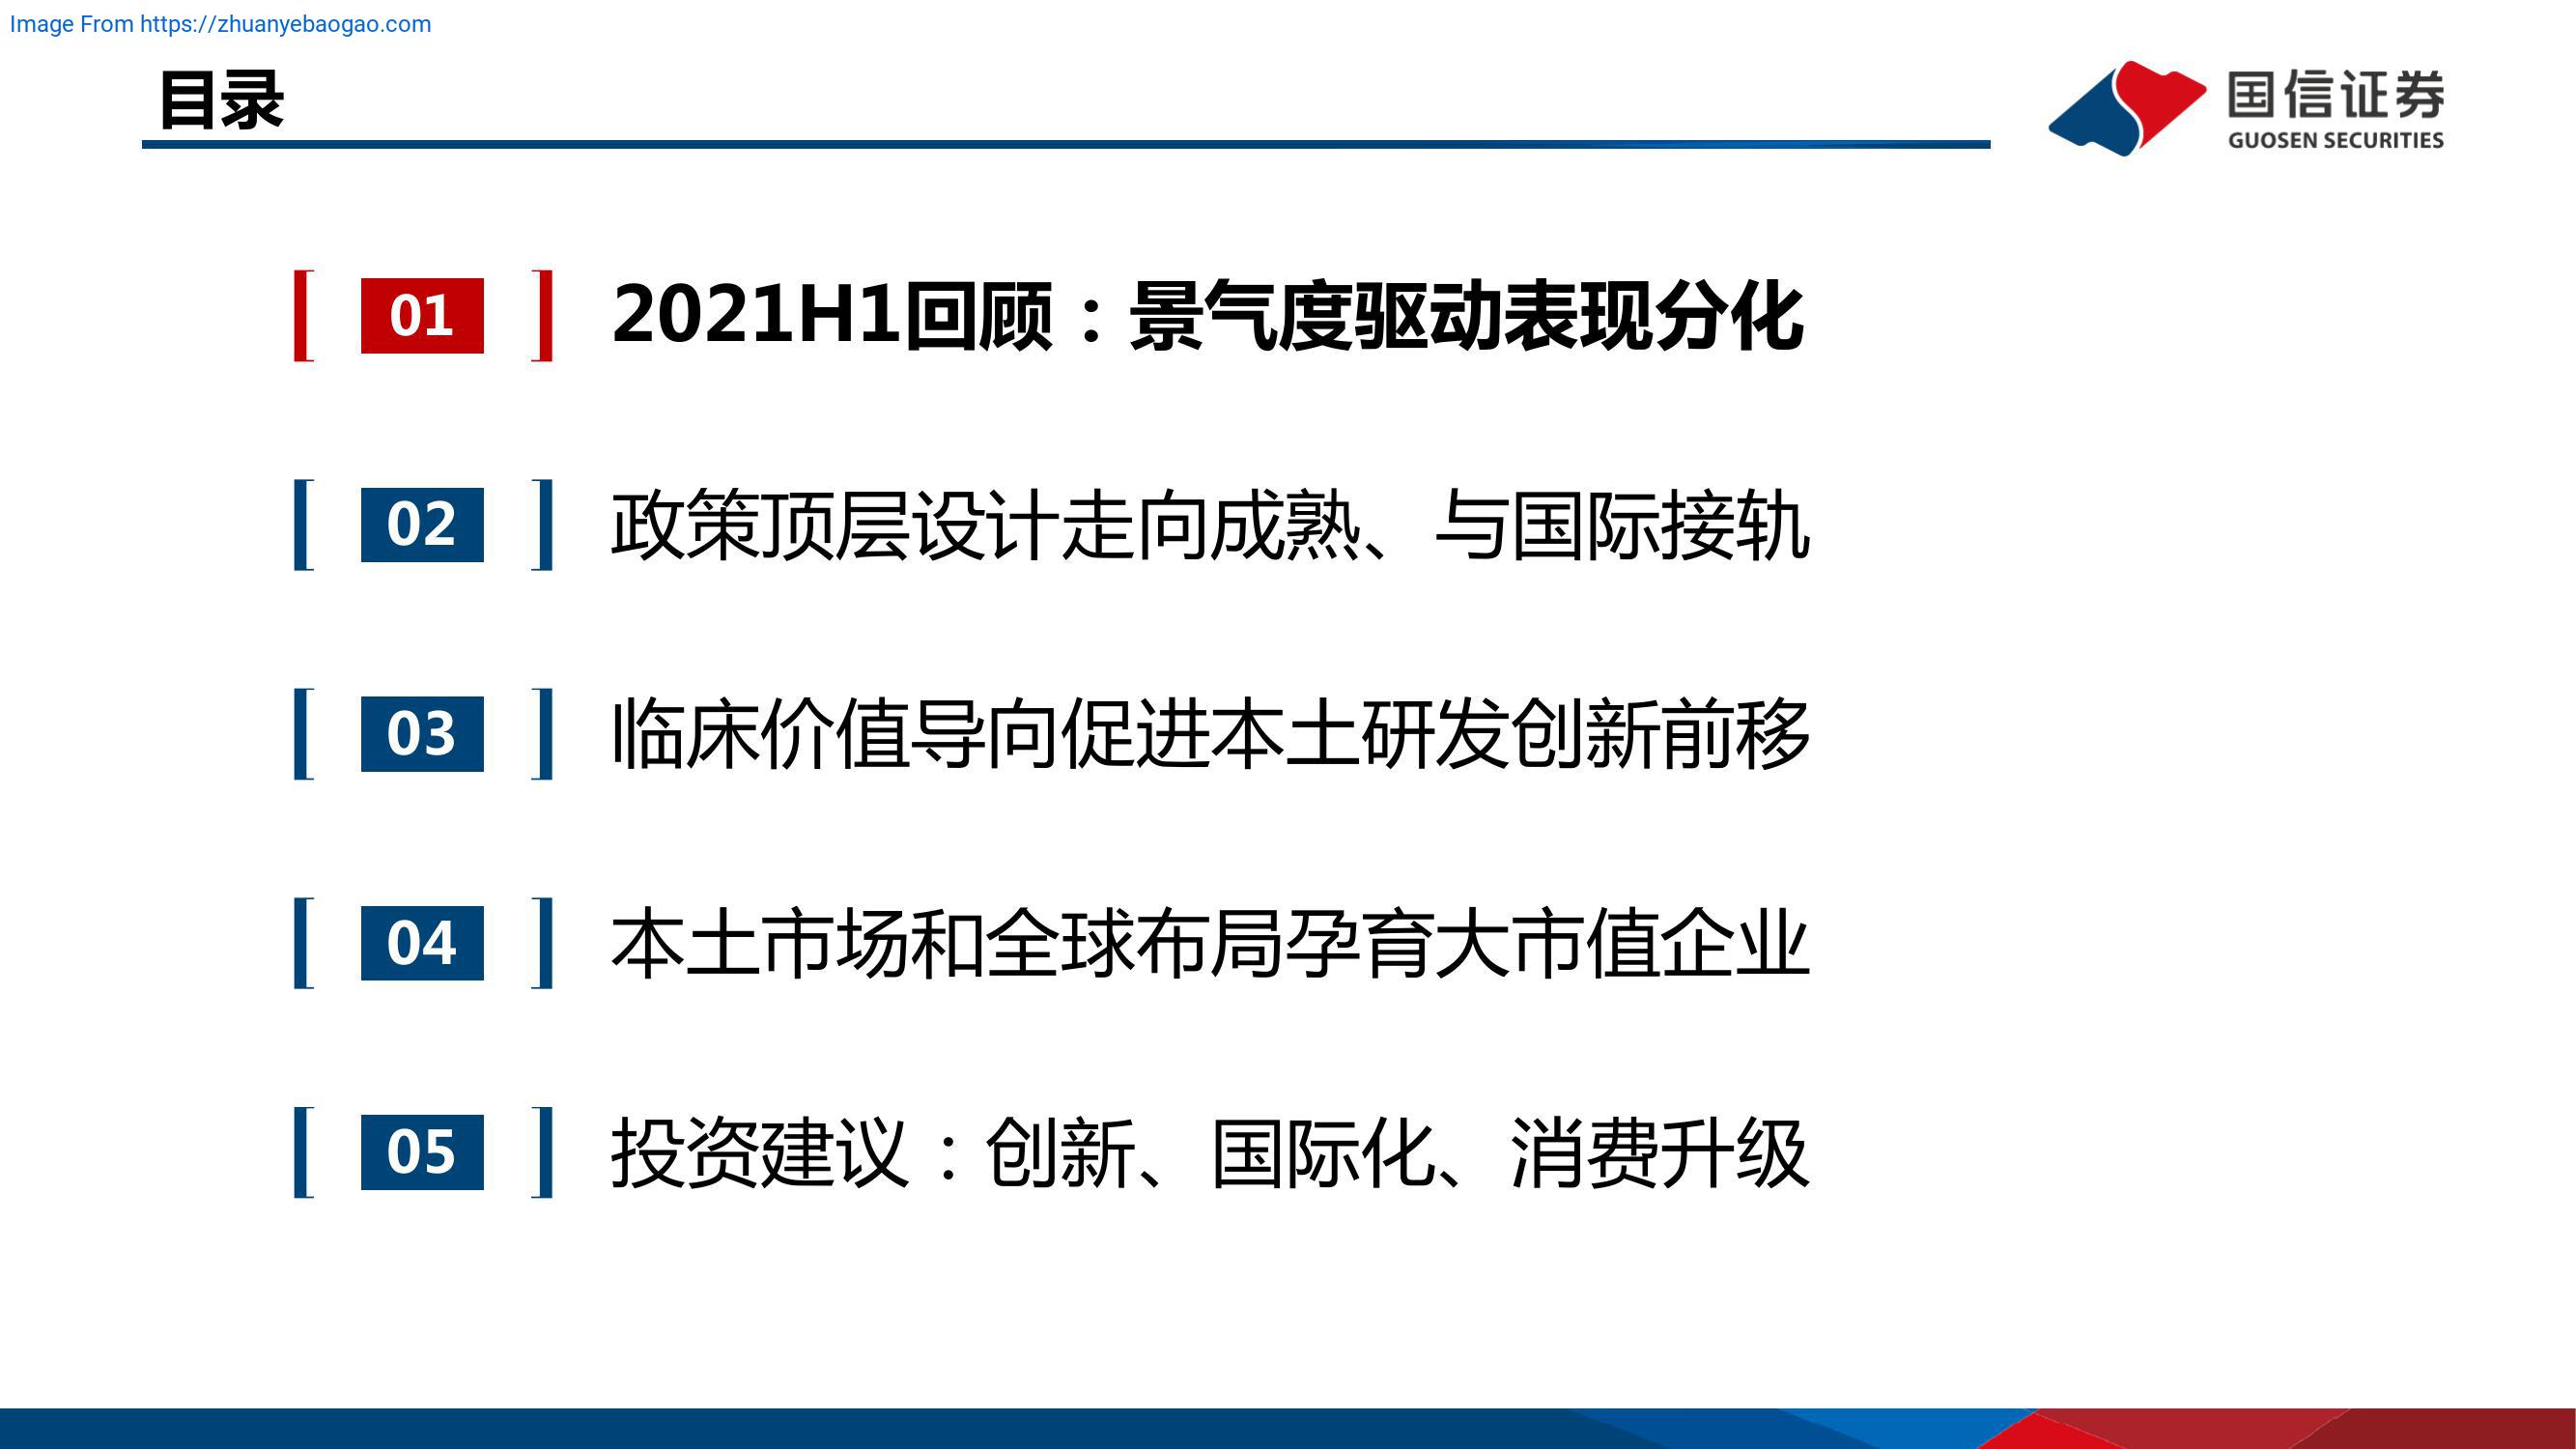 Image From https://zhuanyebaogao.com
目录
国信证券
GUOSEN SECURITIES
01 2021H1回顾：景气度驱动表现分化
02 政策顶层设计走向成熟、与国际接轨
03 临床价值导向促进本土研发创新前移
04 本土市场和全球布局孕育大市值企业
05 投资建议：创新、国际化、消费升级